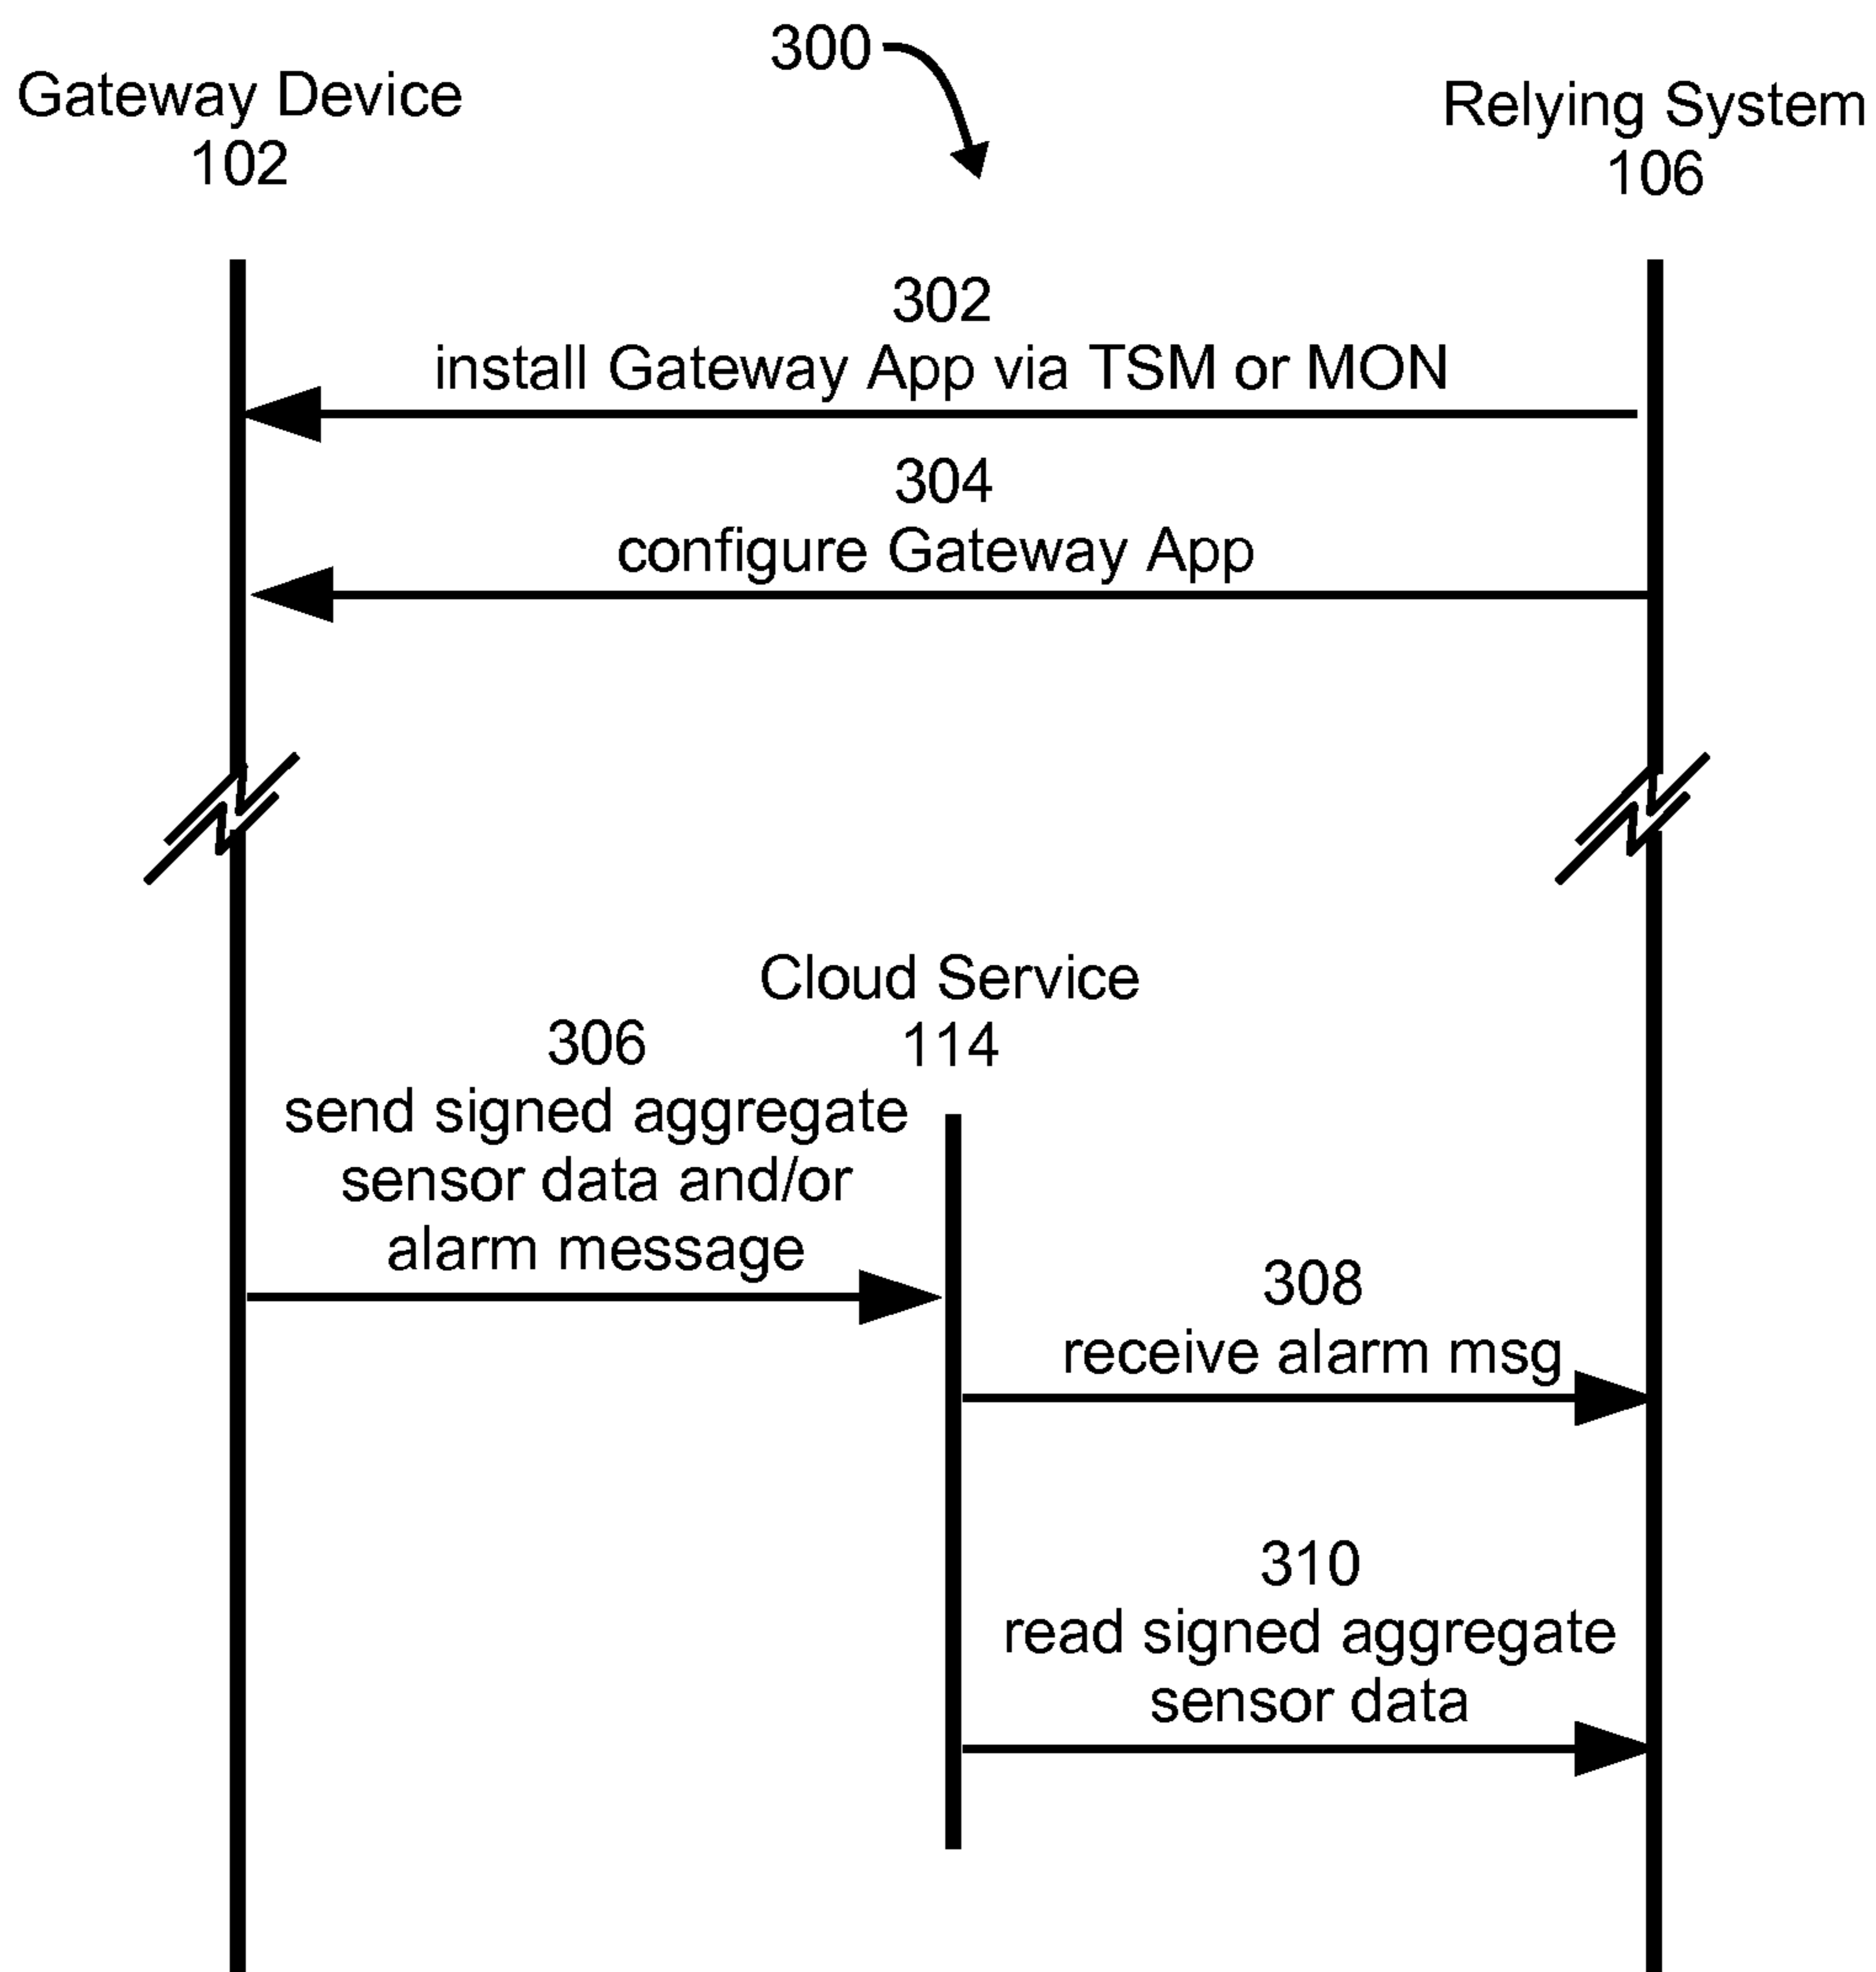 300
Gateway Device
102
Relying System
106
302
install Gateway App via TSM or MON
304
configure Gateway App
Cloud Service
114
306
send signed aggregate
sensor data and/or
alarm message
308
receive alarm msg
310
read signed aggregate
sensor data